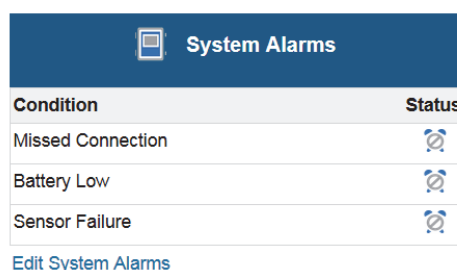 System Alarms
Condition Status
Missed Connection
Battery Low
Sensor Failure
Edit System Alarms